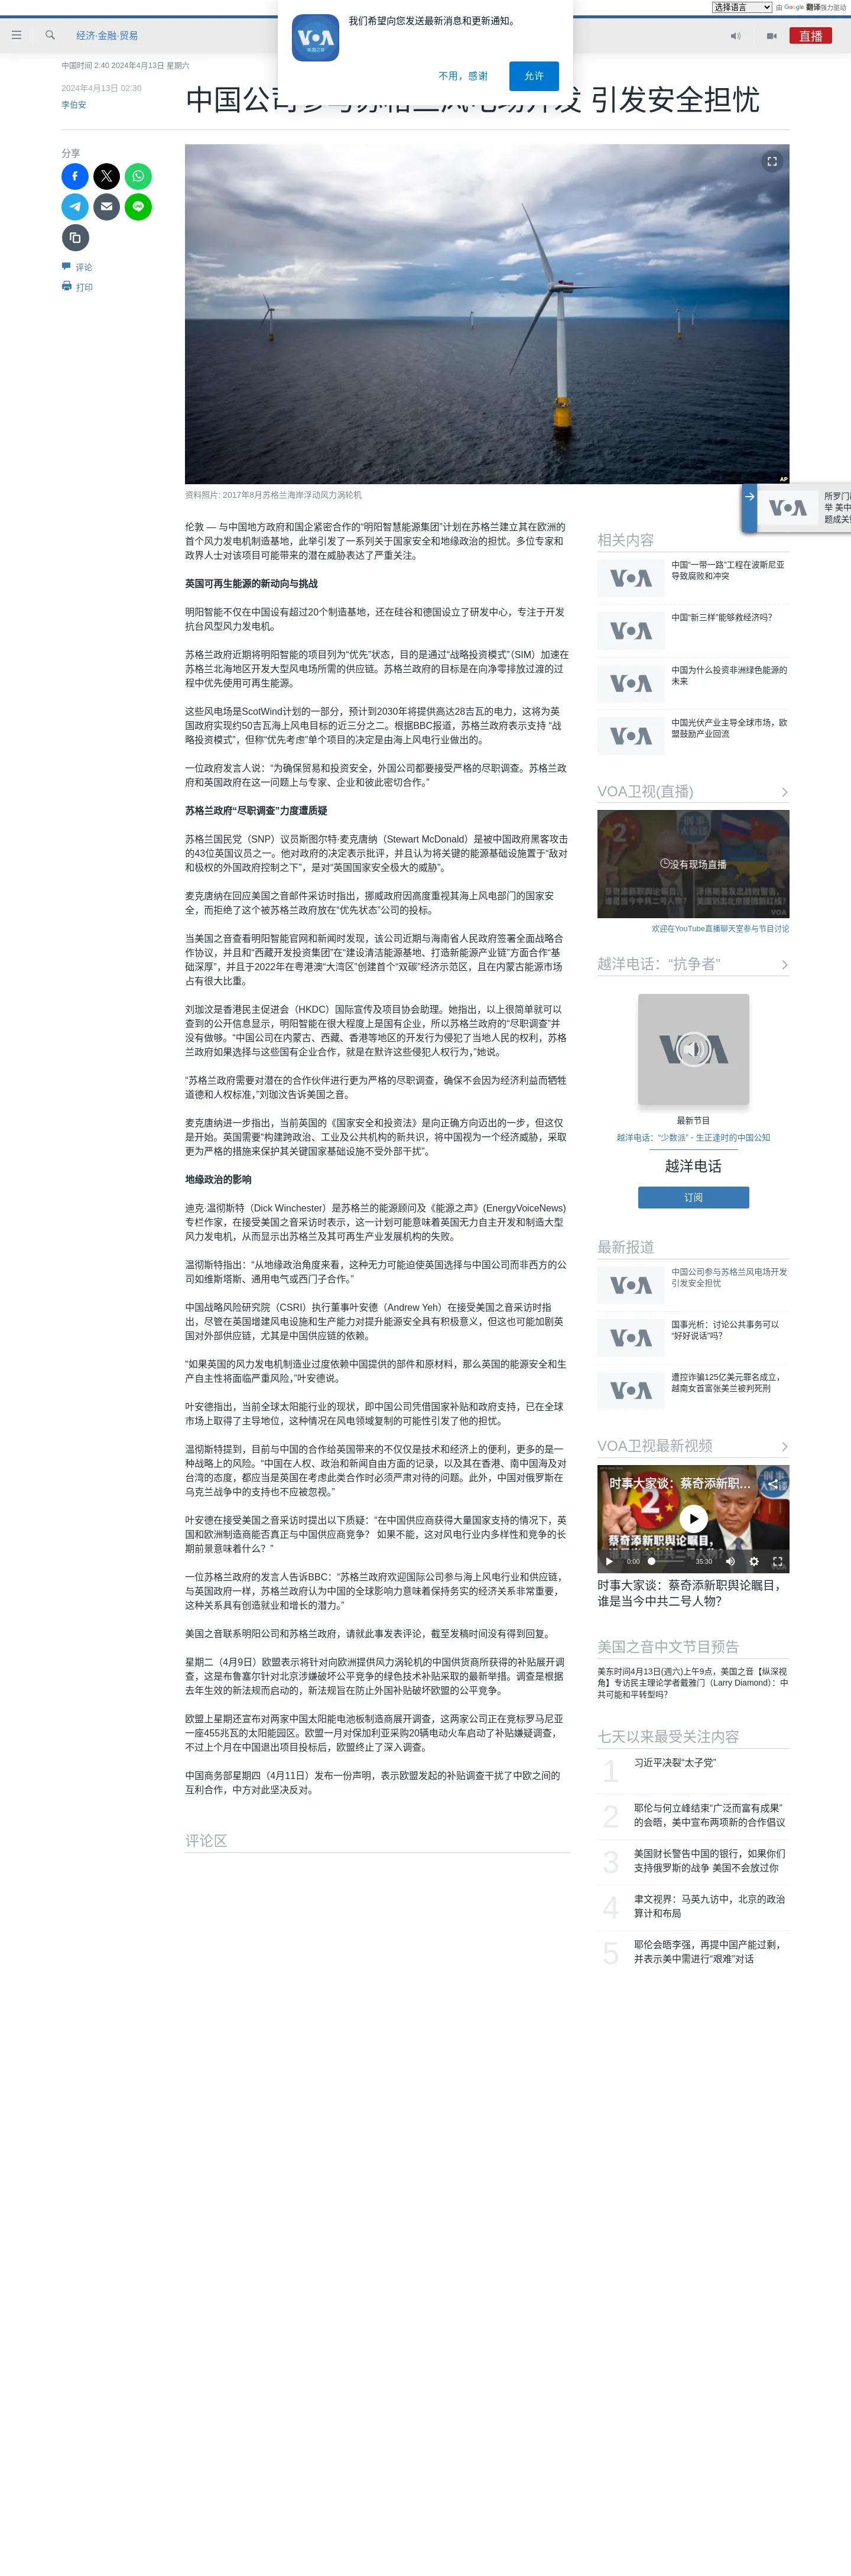 选择语言
由 Google 翻译强力驱动
我们希望向您发送最新消息和更新通知。
不用，感谢
允许
经济·金融·贸易
直播
中国时间 2:40 2024年4月13日 星期六
2024年4月13日 02:30
李伯安
引发安全担忧
分享
评论
打印
AP
资料照片: 2017年8月苏格兰海岸浮动风力涡轮机
伦敦 — 与中国地方政府和国企紧密合作的“明阳智慧能源集团”计划在苏格兰建立其在欧洲的
首个风力发电机制造基地，此举引发了一系列关于国家安全和地缘政治的担忧。多位专家和
政界人士对该项目可能带来的潜在威胁表达了严重关注。
英国可再生能源的新动向与挑战
明阳智能不仅在中国设有超过20个制造基地，还在硅谷和德国设立了研发中心，专注于开发
抗台风型风力发电机。
苏格兰政府近期将明阳智能的项目列为“优先”状态，目的是通过“战略投资模式”（SIM）加速在
苏格兰北海地区开发大型风电场所需的供应链。苏格兰政府的目标是在向净零排放过渡的过
程中优先使用可再生能源。
这些风电场是ScotWind计划的一部分，预计到2030年将提供高达28吉瓦的电力，这将为英
国政府实现约50吉瓦海上风电目标的近三分之二。根据BBC报道，苏格兰政府表示支持 “战
略投资模式”，但称“优先考虑”单个项目的决定是由海上风电行业做出的。
一位政府发言人说：“为确保贸易和投资安全，外国公司都要接受严格的尽职调查。苏格兰政
府和英国政府在这一问题上与专家、企业和彼此密切合作。”
苏格兰政府“尽职调查”力度遭质疑
苏格兰国民党（SNP）议员斯图尔特·麦克唐纳（Stewart McDonald）是被中国政府黑客攻击
的43位英国议员之一。他对政府的决定表示批评，并且认为将关键的能源基础设施置于“敌对
和极权的外国政府控制之下”，是对“英国国家安全极大的威胁”。
麦克唐纳在回应美国之音邮件采访时指出，挪威政府因高度重视其海上风电部门的国家安
全，而拒绝了这个被苏格兰政府放在“优先状态”公司的投标。
当美国之音查看明阳智能官网和新闻时发现，该公司近期与海南省人民政府签署全面战略合
作协议，并且和“西藏开发投资集团”在“建设清洁能源基地、打造新能源产业链”方面合作“基
础深厚”，并且于2022年在粤港澳“大湾区”创建首个“双碳”经济示范区，且在内蒙古能源市场
占有很大比重。
刘珈汶是香港民主促进会（HKDC）国际宣传及项目协会助理。她指出，以上很简单就可以
查到的公开信息显示，明阳智能在很大程度上是国有企业，所以苏格兰政府的“尽职调查”并
没有做够。“中国公司在内蒙古、西藏、香港等地区的开发行为侵犯了当地人民的权利，苏格
兰政府如果选择与这些国有企业合作，就是在默许这些侵犯人权行为，”她说。
“苏格兰政府需要对潜在的合作伙伴进行更为严格的尽职调查，确保不会因为经济利益而牺牲
道德和人权标准，”刘珈汶告诉美国之音。
麦克唐纳进一步指出，当前英国的《国家安全和投资法》是向正确方向迈出的一步，但这仅
是开始。英国需要“构建跨政治、工业及公共机构的新共识，将中国视为一个经济威胁，采取
更为严格的措施来保护其关键国家基础设施不受外部干扰”。
地缘政治的影响
迪克·温彻斯特（Dick Winchester）是苏格兰的能源顾问及《能源之声》(EnergyVoiceNews)
专栏作家，在接受美国之音采访时表示，这一计划可能意味着英国无力自主开发和制造大型
风力发电机，从而显示出苏格兰及其可再生产业发展机构的失败。
温彻斯特指出：“从地缘政治角度来看，这种无力可能迫使英国选择与中国公司而非西方的公
司如维斯塔斯、通用电气或西门子合作。”
中国战略风险研究院（CSRI）执行董事叶安德（Andrew Yeh）在接受美国之音采访时指
出，尽管在英国增建风电设施和生产能力对提升能源安全具有积极意义，但这也可能加剧英
国对外部供应链，尤其是中国供应链的依赖。
“如果英国的风力发电机制造业过度依赖中国提供的部件和原材料，那么英国的能源安全和生
产自主性将面临严重风险，”叶安德说。
叶安德指出，当前全球太阳能行业的现状，即中国公司凭借国家补贴和政府支持，已在全球
市场上取得了主导地位，这种情况在风电领域复制的可能性引发了他的担忧。
温彻斯特提到，目前与中国的合作给英国带来的不仅仅是技术和经济上的便利，更多的是一
种战略上的风险。“中国在人权、政治和新闻自由方面的记录，以及其在香港、南中国海及对
台湾的态度，都应当是英国在考虑此类合作时必须严肃对待的问题。此外，中国对俄罗斯在
乌克兰战争中的支持也不应被忽视。”
叶安德在接受美国之音采访时提出以下质疑：“在中国供应商获得大量国家支持的情况下，英
国和欧洲制造商能否真正与中国供应商竞争？ 如果不能，这对风电行业内多样性和竞争的长
期前景意味着什么？”
一位苏格兰政府的发言人告诉BBC：“苏格兰政府欢迎国际公司参与海上风电行业和供应链，
与英国政府一样，苏格兰政府认为中国的全球影响力意味着保持务实的经济关系非常重要，
这种关系具有创造就业和增长的潜力。”
美国之音联系明阳公司和苏格兰政府，请就此事发表评论，截至发稿时间没有得到回复。
星期二（4月9日）欧盟表示将针对向欧洲提供风力涡轮机的中国供货商所获得的补贴展开调
查，这是布鲁塞尔针对北京涉嫌破坏公平竞争的绿色技术补贴采取的最新举措。调查是根据
去年生效的新法规而启动的，新法规旨在防止外国补贴破坏欧盟的公平竞争。
欧盟上星期还宣布对两家中国太阳能电池板制造商展开调查，这两家公司正在竞标罗马尼亚
一座455兆瓦的太阳能园区。欧盟一月对保加利亚采购20辆电动火车启动了补贴嫌疑调查，
不过上个月在中国退出项目投标后，欧盟终止了深入调查。
中国商务部星期四（4月11日）发布一份声明，表示欧盟发起的补贴调查干扰了中欧之间的
互利合作，中方对此坚决反对。
评论区
相关内容
中国“一带一路”工程在波斯尼亚
导致腐败和冲突
中国“新三样”能够救经济吗？
中国为什么投资非洲绿色能源的
未来
中国光伏产业主导全球市场，欧
盟鼓励产业回流
VOA卫视(直播)
没有现场直播
欢迎在YouTube直播聊天室参与节目讨论
越洋电话：“抗争者”
最新节目
越洋电话：“少数派” - 生正逢时的中国公知
越洋电话
订阅
最新报道
中国公司参与苏格兰风电场开发
引发安全担忧
国事光析：讨论公共事务可以
“好好说话”吗？
遭控诈骗125亿美元罪名成立，
越南女首富张美兰被判死刑
VOA卫视最新视频
时事大家谈：蔡奇添新职…
蔡奇添新职舆论瞩目，
0:00
35:30
时事大家谈：蔡奇添新职舆论瞩目，
谁是当今中共二号人物？
美国之音中文节目预告
美东时间4月13日(週六)上午9点，美国之音【纵深视
角】专访民主理论学者戴雅门（Larry Diamond）：中
共可能和平转型吗？
七天以来最受关注内容
1
习近平决裂“太子党”
2
耶伦与何立峰结束“广泛而富有成果”
的会晤，美中宣布两项新的合作倡议
3
美国财长警告中国的银行，如果你们
支持俄罗斯的战争 美国不会放过你
4
聿文视界：马英九访中，北京的政治
算计和布局
5
耶伦会晤李强，再提中国产能过剩，
并表示美中需进行“艰难”对话